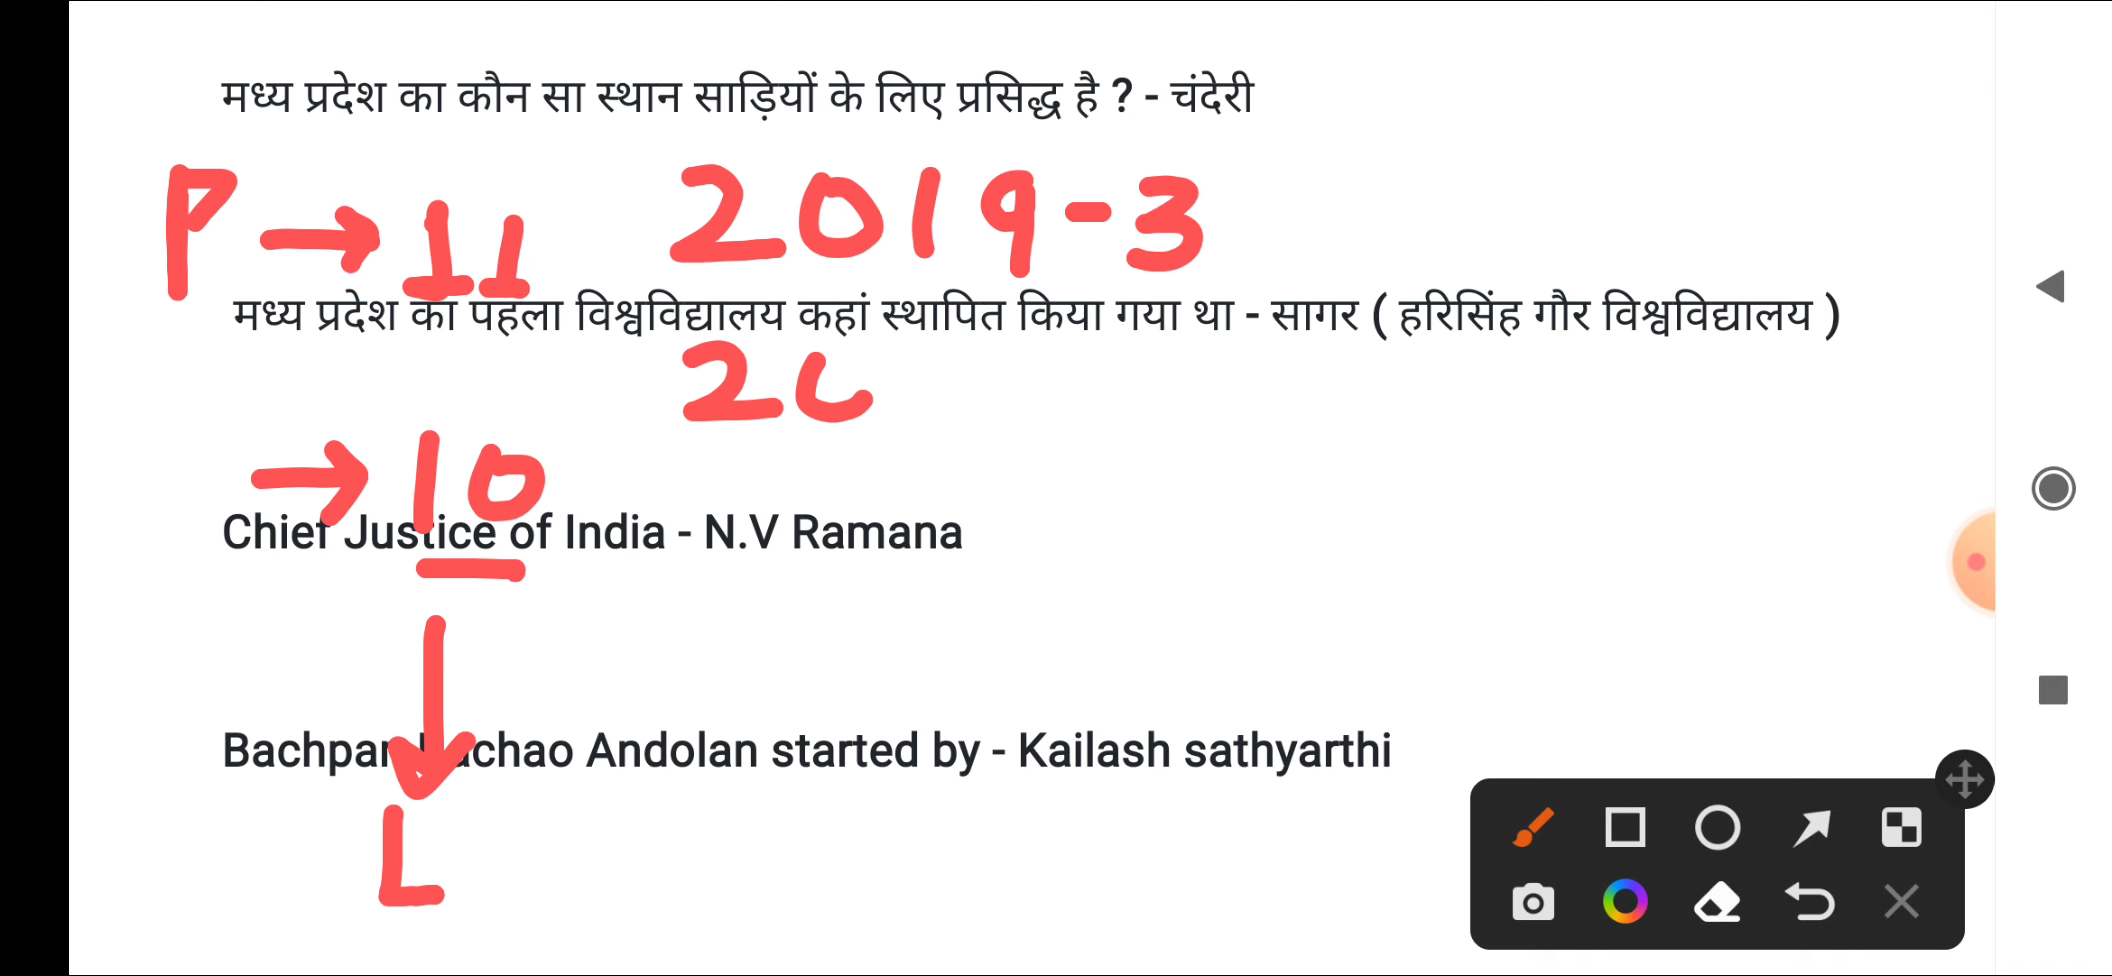 मध्य प्रदेश का कौन सा स्थान साड़ियों के लिए प्रसिद्ध है ? - चंदेरी
P → 11 2019-3
मध्य प्रदेश का पहला विश्वविद्यालय कहां स्थापित किया गया था - सागर ( हरिसिंह गौर विश्वविद्यालय )
→ 10
Chief Justice of India - N.V Ramana
Bachpan Bachao Andolan started by - Kailash sathyarthi
L